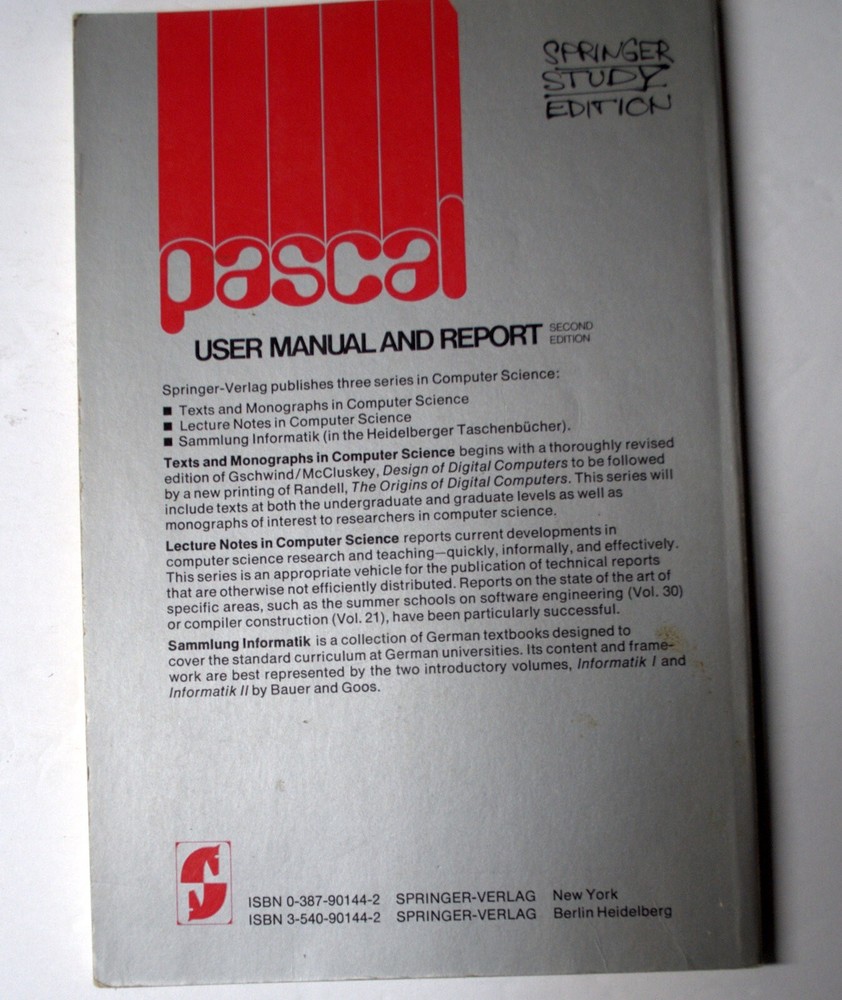 SPRINGER
STUDY
EDITION
pascal
USER MANUAL AND REPORT SECOND EDITION
Springer-Verlag publishes three series in Computer Science:
■ Texts and Monographs in Computer Science
■ Lecture Notes in Computer Science
■ Sammlung Informatik (in the Heidelberger Taschenbücher).
Texts and Monographs in Computer Science begins with a thoroughly revised
edition of Gschwind/McCluskey, Design of Digital Computers to be followed
by a new printing of Randell, The Origins of Digital Computers. This series will
include texts at both the undergraduate and graduate levels as well as
monographs of interest to researchers in computer science.
Lecture Notes in Computer Science reports current developments in
computer science research and teaching—quickly, informally, and effectively.
This series is an appropriate vehicle for the publication of technical reports
that are otherwise not efficiently distributed. Reports on the state of the art of
specific areas, such as the summer schools on software engineering (Vol. 30)
or compiler construction (Vol. 21), have been particularly successful.
Sammlung Informatik is a collection of German textbooks designed to
cover the standard curriculum at German universities. Its content and frame-
work are best represented by the two introductory volumes, Informatik I and
Informatik II by Bauer and Goos.
ISBN 0-387-90144-2 SPRINGER-VERLAG New York
ISBN 3-540-90144-2 SPRINGER-VERLAG Berlin Heidelberg